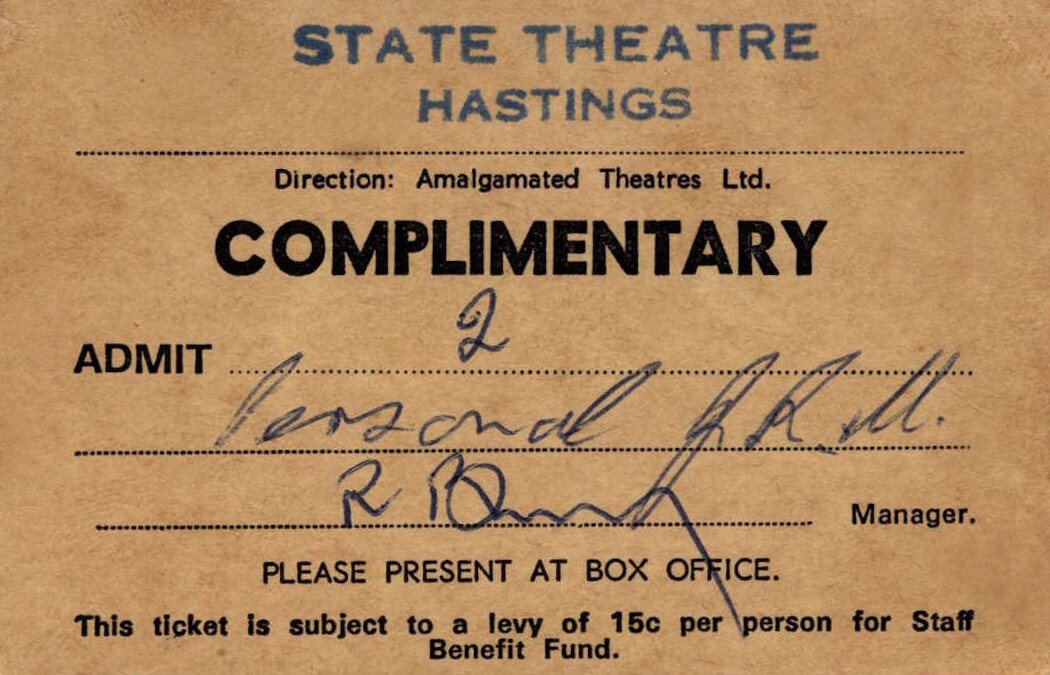 STATE THEATRE
HASTINGS
Direction: Amalgamated Theatres Ltd.
COMPLIMENTARY
2
ADMIT
Personal
R
Manager.
PLEASE PRESENT AT BOX OFFICE.
This ticket is subject to a levy of 15c per person for Staff
Benefit Fund.